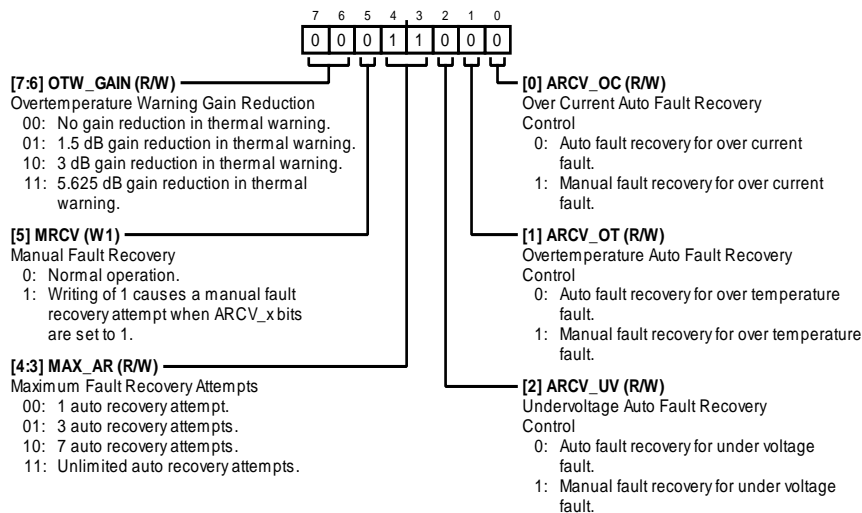 7 6 5 4 3 2 1 0
0 0 0 1 1 0 0 0
[7:6] OTW_GAIN (R/W)
Overtemperature Warning Gain Reduction
00: No gain reduction in thermal warning.
01: 1.5 dB gain reduction in thermal warning.
10: 3 dB gain reduction in thermal warning.
11: 5.625 dB gain reduction in thermal
warning.
[5] MRCV (W1)
Manual Fault Recovery
0: Normal operation.
1: Writing of 1 causes a manual fault
recovery attempt when ARCV_x bits
are set to 1.
[4:3] MAX_AR (R/W)
Maximum Fault Recovery Attempts
00: 1 auto recovery attempt.
01: 3 auto recovery attempts.
10: 7 auto recovery attempts.
11: Unlimited auto recovery attempts.
[0] ARCV_OC (R/W)
Over Current Auto Fault Recovery
Control
0: Auto fault recovery for over current
fault.
1: Manual fault recovery for over current
fault.
[1] ARCV_OT (R/W)
Overtemperature Auto Fault Recovery
Control
0: Auto fault recovery for over temperature
fault.
1: Manual fault recovery for over temperature
fault.
[2] ARCV_UV (R/W)
Undervoltage Auto Fault Recovery
Control
0: Auto fault recovery for under voltage
fault.
1: Manual fault recovery for under voltage
fault.